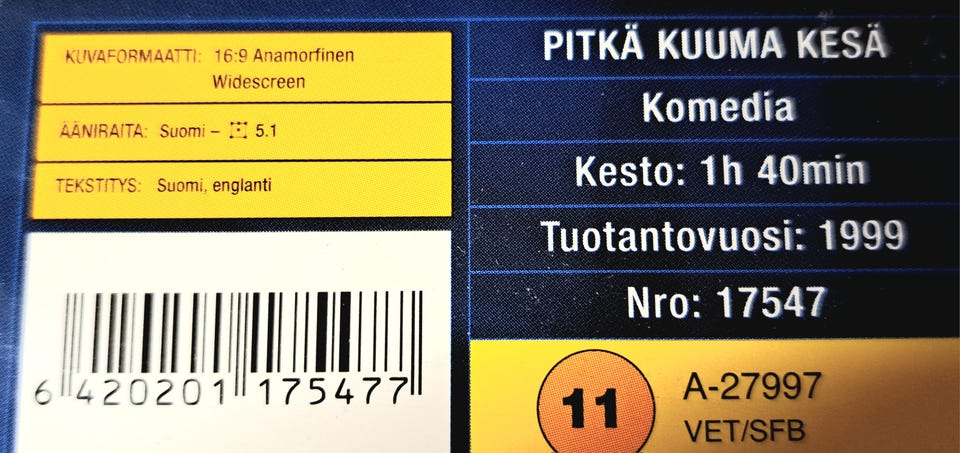 KUVAFORMAATTI: 16:9 Anamorfinen
Widescreen
ÄÄNIRAITA: Suomi – 5.1
TEKSTITYS: Suomi, englanti
6 420201 175477
PITKÄ KUUMA KESÄ
Komedia
Kesto: 1h 40min
Tuotantovuosi: 1999
Nro: 17547
11
A-27997
VET/SFB